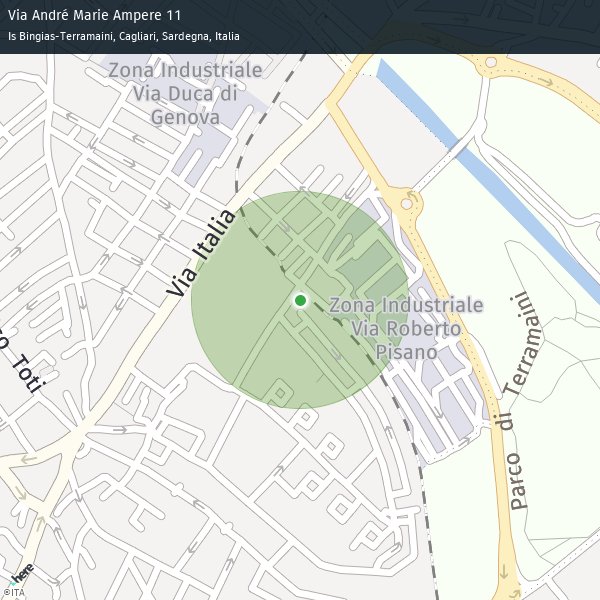 Via André Marie Ampere 11
Is Bingias-Terramaini, Cagliari, Sardegna, Italia
Zona Industriale
Via Duca di
Genova
Via Italia
Zona Industriale
Via Roberto
Pisano
Parco di Terramaini
zo Toti
here
©ITA